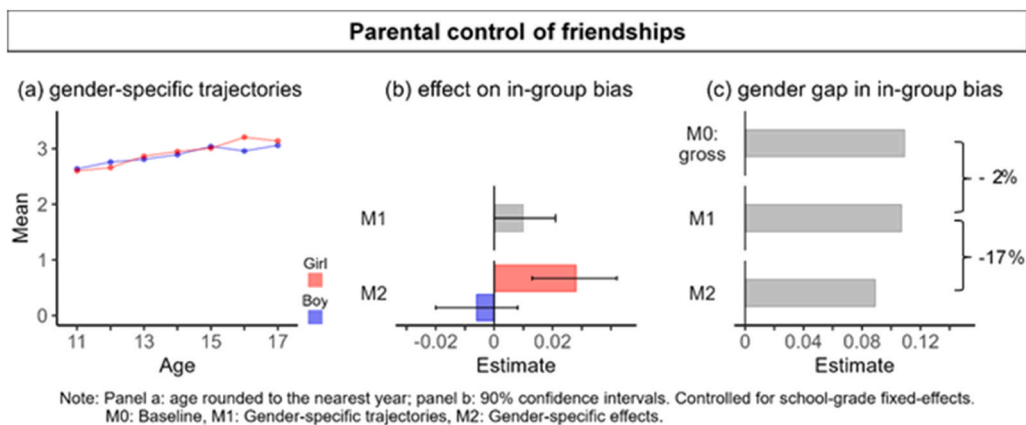 Parental control of friendships
(a) gender-specific trajectories
3
2
1
0
Mean
11 13 15 17
Age
Girl
Boy
(b) effect on in-group bias
M1
M2
-0.02 0 0.02
Estimate
(c) gender gap in in-group bias
M0:
gross
M1
M2
- 2%
-17%
0 0.04 0.08 0.12
Estimate
Note: Panel a: age rounded to the nearest year; panel b: 90% confidence intervals. Controlled for school-grade fixed-effects.
M0: Baseline, M1: Gender-specific trajectories, M2: Gender-specific effects.